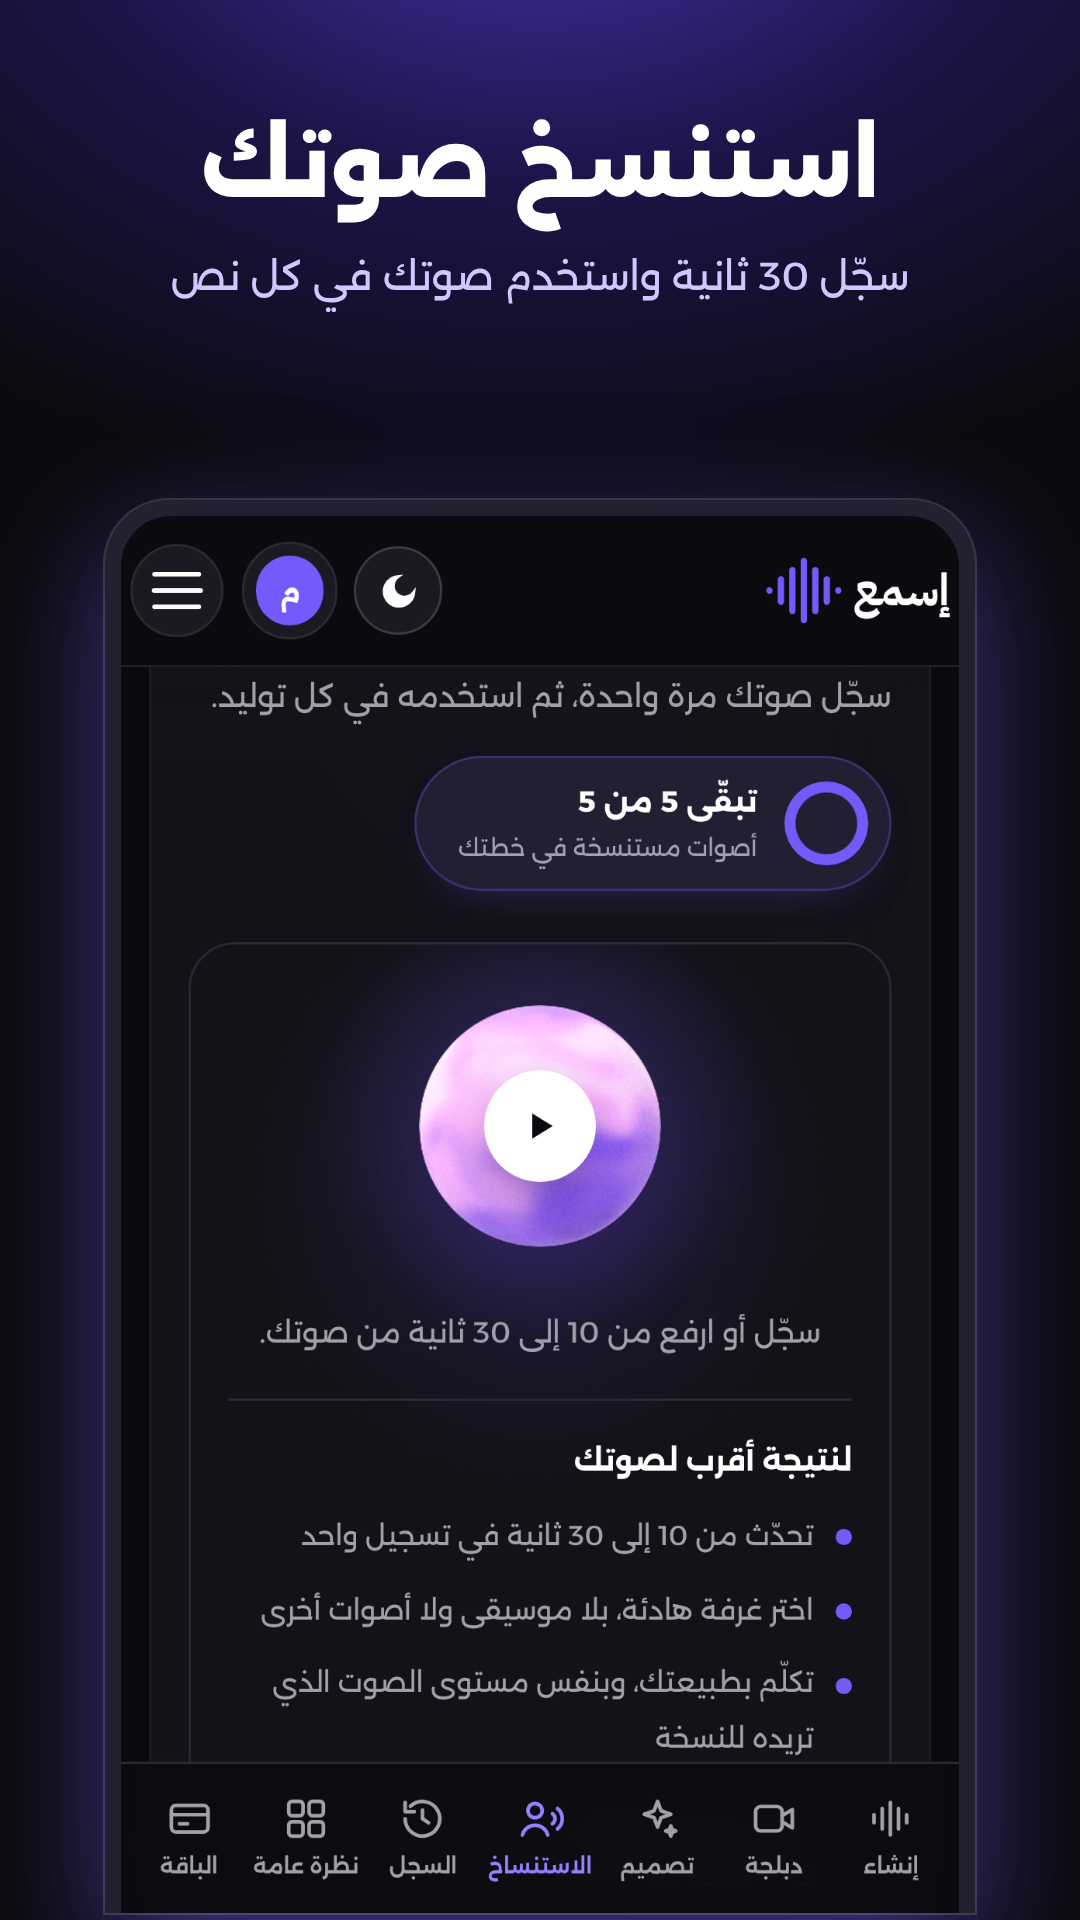 استنسخ صوتك
سجّل 30 ثانية واستخدم صوتك في كل نص
إسمع
م
سجّل صوتك مرة واحدة، ثم استخدمه في كل توليد.
تبقّى 5 من 5
أصوات مستنسخة في خطتك
سجّل أو ارفع من 10 إلى 30 ثانية من صوتك.
لنتيجة أقرب لصوتك
تحدّث من 10 إلى 30 ثانية في تسجيل واحد
اختر غرفة هادئة، بلا موسيقى ولا أصوات أخرى
تكلّم بطبيعتك، وبنفس مستوى الصوت الذي
تريده للنسخة
إنشاء
دبلجة
تصميم
الاستنساخ
السجل
نظرة عامة
الباقة